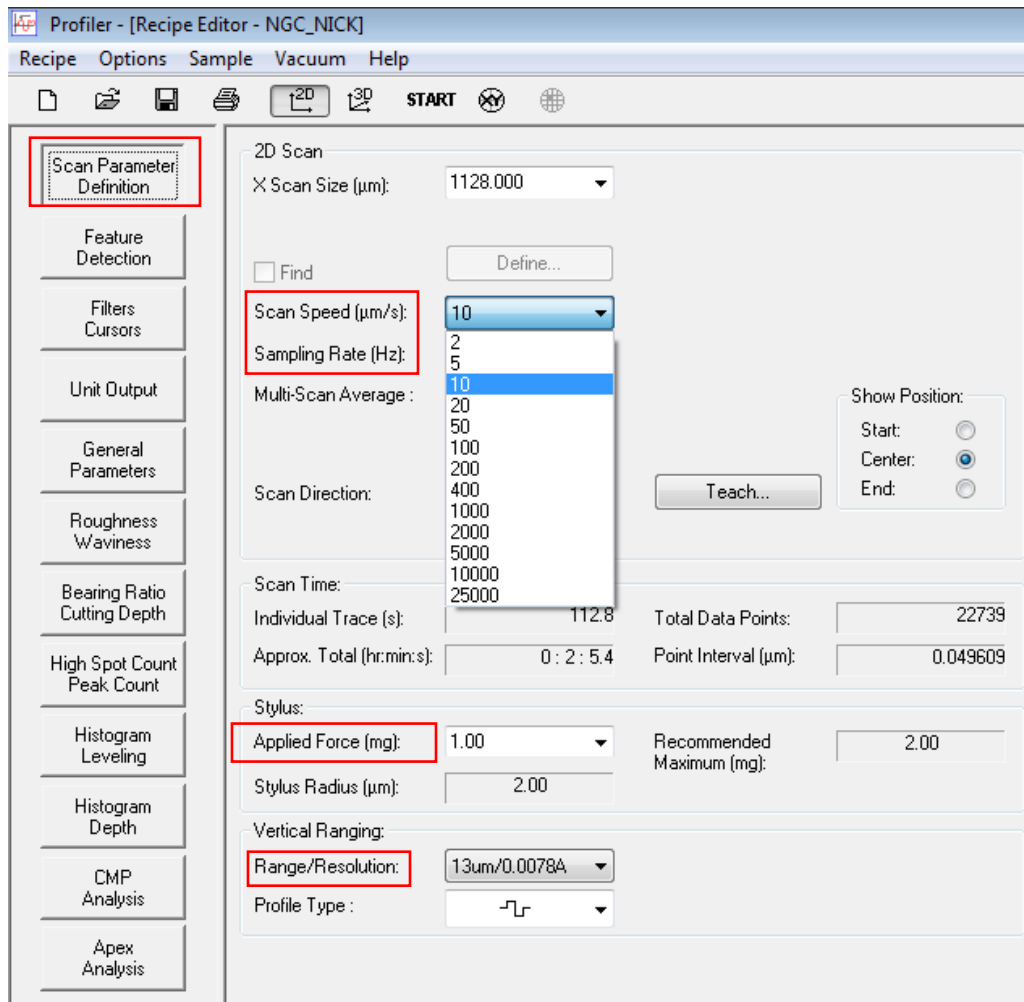 Profiler - [Recipe Editor - NGC_NICK]
Recipe Options Sample Vacuum Help
2D 3D START XY
Scan Parameter
Definition
Feature
Detection
Filters
Cursors
Unit Output
General
Parameters
Roughness
Waviness
Bearing Ratio
Cutting Depth
High Spot Count
Peak Count
Histogram
Leveling
Histogram
Depth
CMP
Analysis
Apex
Analysis
2D Scan
X Scan Size (µm): 1128.000
Find Define...
Scan Speed (µm/s): 10
Sampling Rate (Hz):
Multi-Scan Average :
Scan Direction:
2
5
10
20
50
100
200
400
1000
2000
5000
10000
25000
Teach...
Show Position:
Start:
Center:
End:
Scan Time:
Individual Trace (s): 112.8 Total Data Points: 22739
Approx. Total (hr:min:s): 0 : 2 : 5.4 Point Interval (µm): 0.049609
Stylus:
Applied Force (mg): 1.00 Recommended
Maximum (mg): 2.00
Stylus Radius (µm): 2.00
Vertical Ranging:
Range/Resolution: 13um/0.0078A
Profile Type :